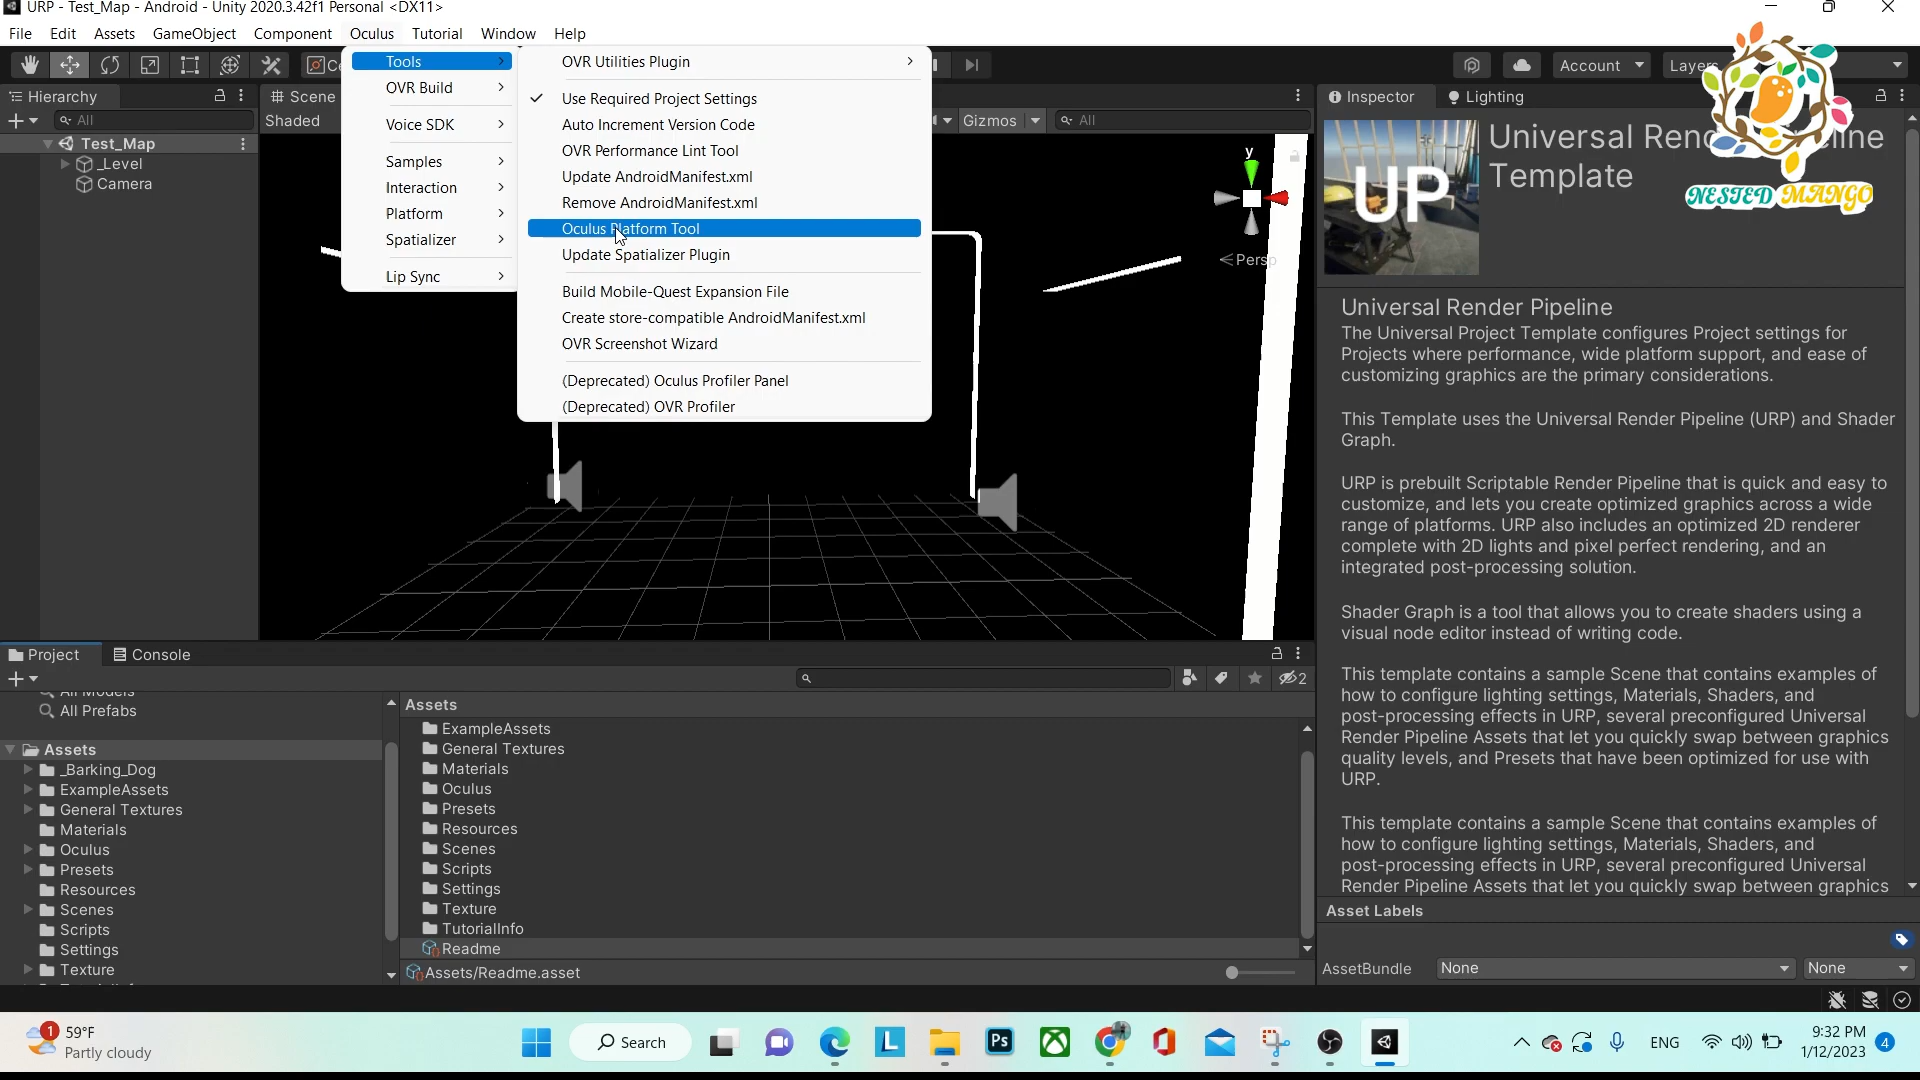 URP - Test_Map - Android - Unity 2020.3.42f1 Personal <DX11>
File Edit Assets GameObject Component Oculus Tutorial Window Help
Account
Layers
Hierarchy
Scene
All
Shaded
Gizmos
All
Test_Map
_Level
Camera
Tools
OVR Build
Voice SDK
Samples
Interaction
Platform
Spatializer
Lip Sync
OVR Utilities Plugin
Use Required Project Settings
Auto Increment Version Code
OVR Performance Lint Tool
Update AndroidManifest.xml
Remove AndroidManifest.xml
Oculus Platform Tool
Update Spatializer Plugin
Build Mobile-Quest Expansion File
Create store-compatible AndroidManifest.xml
OVR Screenshot Wizard
(Deprecated) Oculus Profiler Panel
(Deprecated) OVR Profiler
y
Persp
Inspector Lighting
UP
Universal Render Pipeline
Template
NESTED MANGO
Universal Render Pipeline
The Universal Project Template configures Project settings for
Projects where performance, wide platform support, and ease of
customizing graphics are the primary considerations.
This Template uses the Universal Render Pipeline (URP) and Shader
Graph.
URP is prebuilt Scriptable Render Pipeline that is quick and easy to
customize, and lets you create optimized graphics across a wide
range of platforms. URP also includes an optimized 2D renderer
complete with 2D lights and pixel perfect rendering, and an
integrated post-processing solution.
Shader Graph is a tool that allows you to create shaders using a
visual node editor instead of writing code.
This template contains a sample Scene that contains examples of
how to configure lighting settings, Materials, Shaders, and
post-processing effects in URP, several preconfigured Universal
Render Pipeline Assets that let you quickly swap between graphics
quality levels, and Presets that have been optimized for use with
URP.
This template contains a sample Scene that contains examples of
how to configure lighting settings, Materials, Shaders, and
post-processing effects in URP, several preconfigured Universal
Render Pipeline Assets that let you quickly swap between graphics
Asset Labels
AssetBundle None None
Project Console
2
All Models
All Prefabs
Assets
_Barking_Dog
ExampleAssets
General Textures
Materials
Oculus
Presets
Resources
Scenes
Scripts
Settings
Texture
Assets
ExampleAssets
General Textures
Materials
Oculus
Presets
Resources
Scenes
Scripts
Settings
Texture
TutorialInfo
Readme
Assets/Readme.asset
1
59°F
Partly cloudy
Search
L
Ps
ENG
9:32 PM
1/12/2023
4